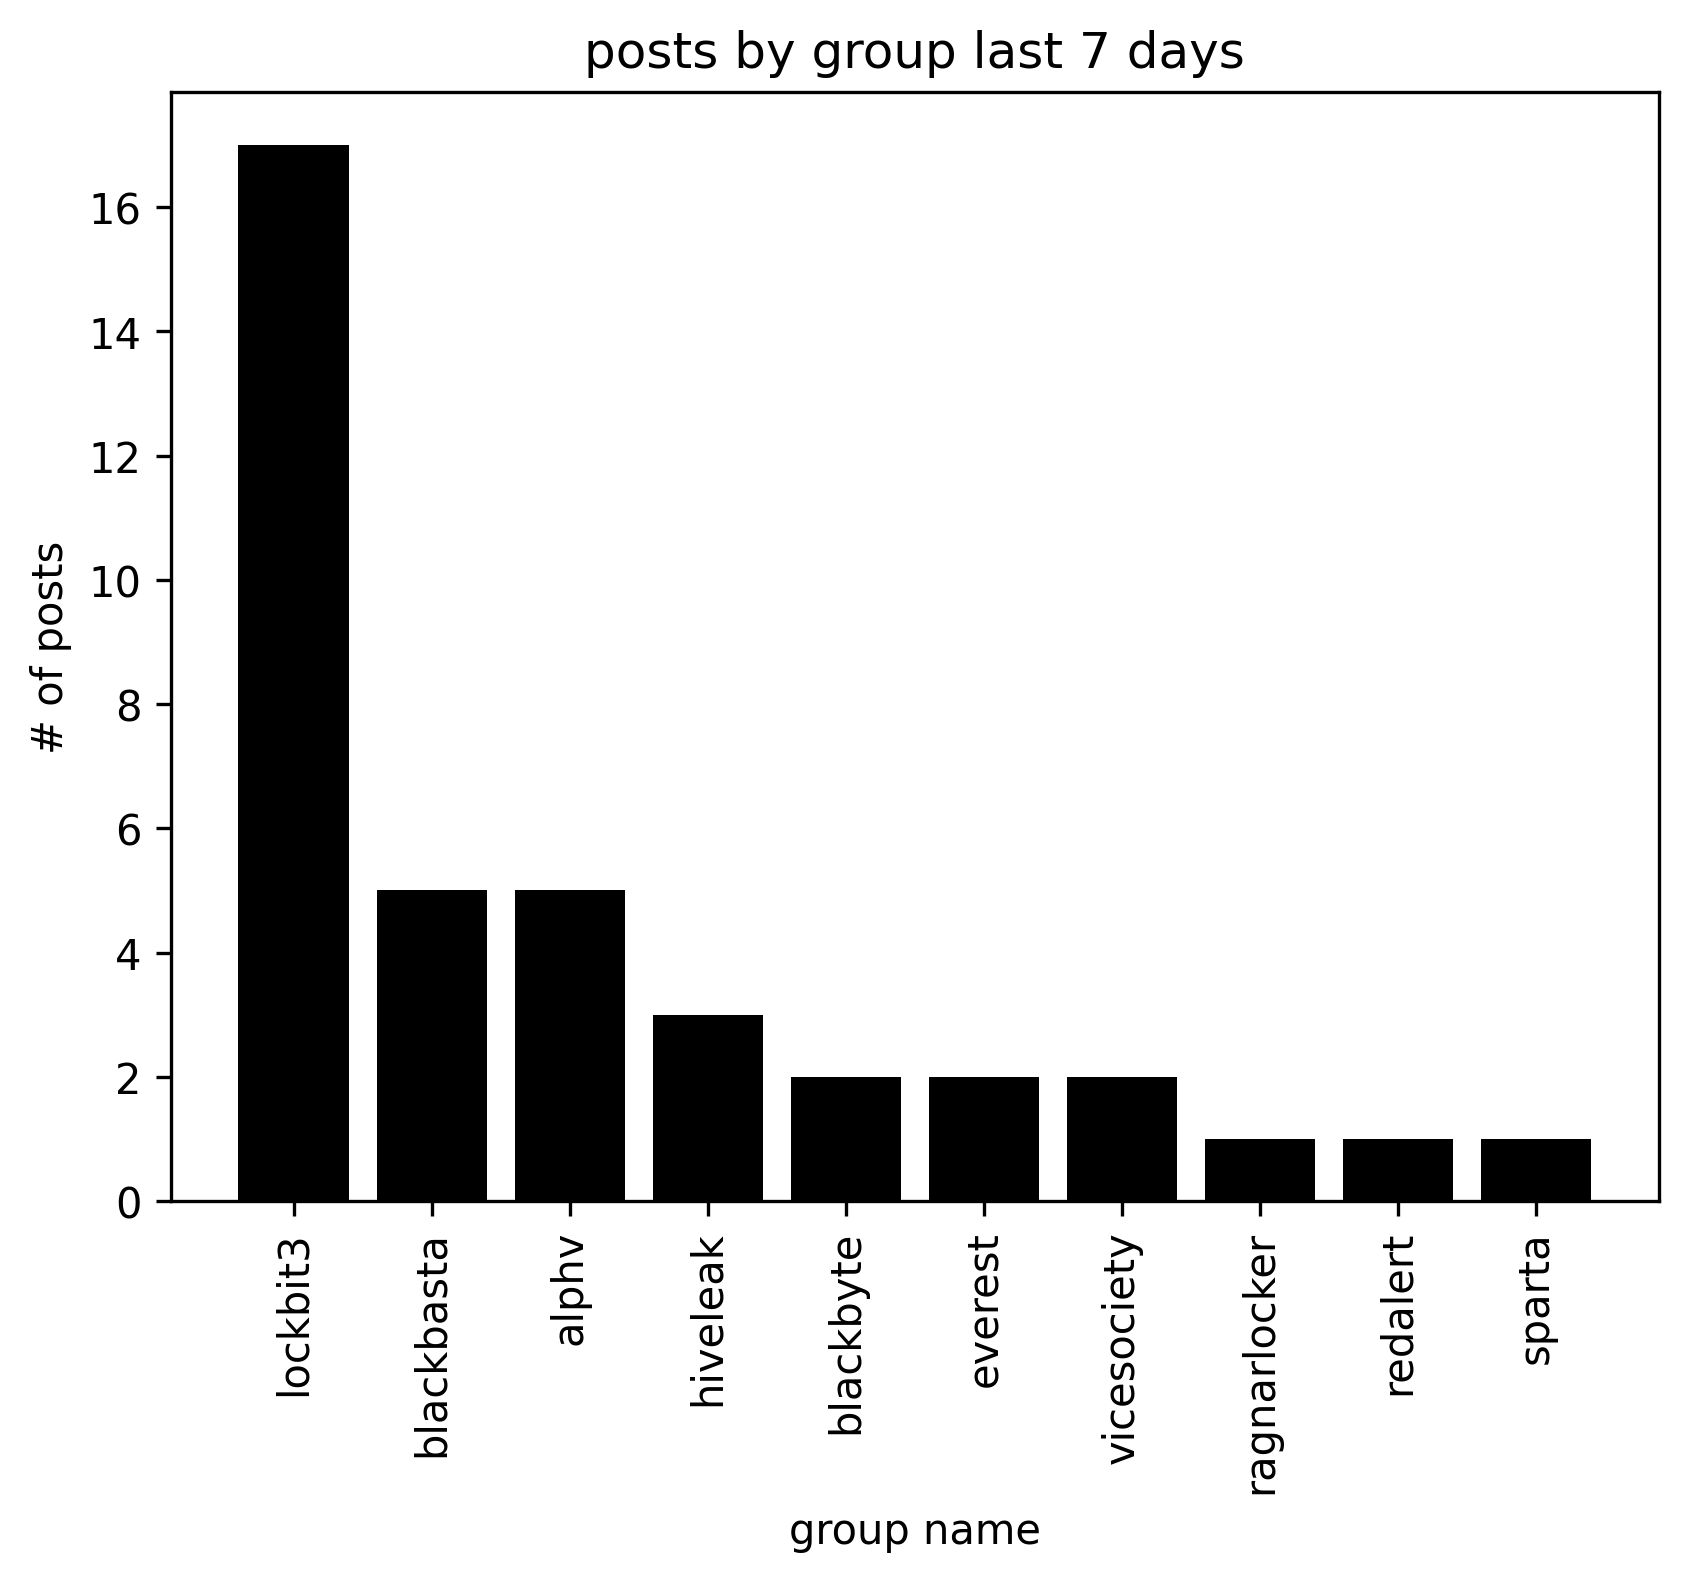 posts by group last 7 days
# of posts
16
14
12
10
8
6
4
2
0
lockbit3
blackbasta
alphv
hiveleak
blackbyte
everest
vicesociety
ragnarlocker
redalert
sparta
group name